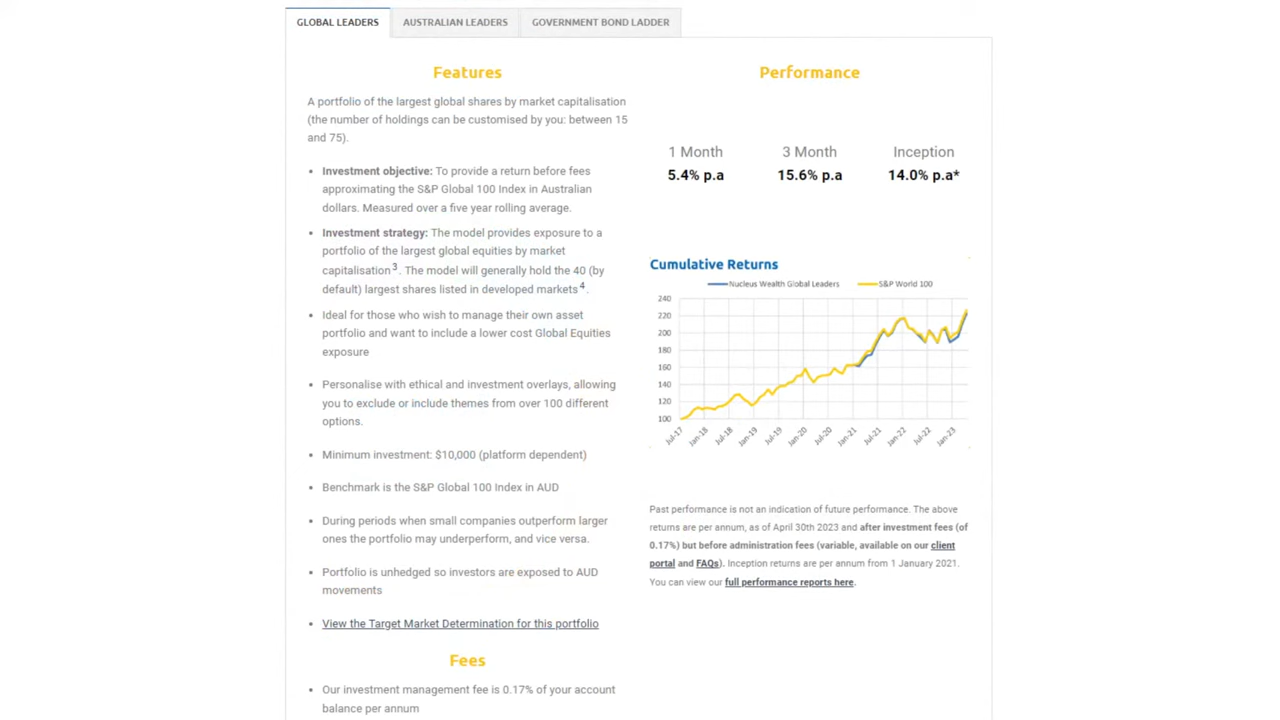 GLOBAL LEADERS
AUSTRALIAN LEADERS
GOVERNMENT BOND LADDER
Features
A portfolio of the largest global shares by market capitalisation
(the number of holdings can be customised by you: between 15
and 75).
• Investment objective: To provide a return before fees
approximating the S&P Global 100 Index in Australian
dollars. Measured over a five year rolling average.
• Investment strategy: The model provides exposure to a
portfolio of the largest global equities by market
capitalisation 3. The model will generally hold the 40 (by
default) largest shares listed in developed markets 4.
• Ideal for those who wish to manage their own asset
portfolio and want to include a lower cost Global Equities
exposure
• Personalise with ethical and investment overlays, allowing
you to exclude or include themes from over 100 different
options.
• Minimum investment: $10,000 (platform dependent)
• Benchmark is the S&P Global 100 Index in AUD
• During periods when small companies outperform larger
ones the portfolio may underperform, and vice versa.
• Portfolio is unhedged so investors are exposed to AUD
movements
• View the Target Market Determination for this portfolio
Fees
• Our investment management fee is 0.17% of your account
balance per annum
Performance
1 Month
5.4% p.a
3 Month
15.6% p.a
Inception
14.0% p.a*
Cumulative Returns
Nucleus Wealth Global Leaders
S&P World 100
240
220
200
180
160
140
120
100
Jul-17
Jan-18
Jul-18
Jan-19
Jul-19
Jan-20
Jul-20
Jan-21
Jul-21
Jan-22
Jul-22
Jan-23
Past performance is not an indication of future performance. The above
returns are per annum, as of April 30th 2023 and after investment fees (of
0.17%) but before administration fees (variable, available on our client
portal and FAQs). Inception returns are per annum from 1 January 2021.
You can view our full performance reports here.